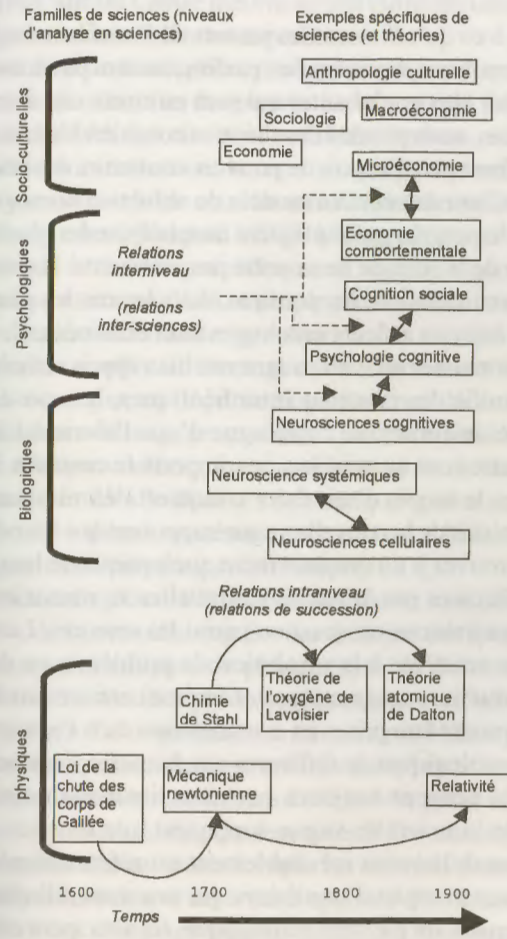 Familles de sciences (niveaux
d'analyse en sciences)
Exemples spécifiques de
sciences (et théories)
Socio-culturelles
Anthropologie culturelle
Sociologie
Macroéconomie
Economie
Microéconomie
Psychologiques
Relations
interniveau
(relations
inter-sciences)
Economie
comportementale
Cognition sociale
Psychologie cognitive
Biologiques
Neurosciences cognitives
Neuroscience systémiques
Neurosciences cellulaires
Relations intraniveau
(relations de succession)
physiques
Chimie
de Stahl
Théorie de
l'oxygène de
Lavoisier
Théorie
atomique
de Dalton
Loi de la
chute des
corps de
Galilée
Mécanique
newtonienne
Relativité
1600
1700
1800
1900
Temps